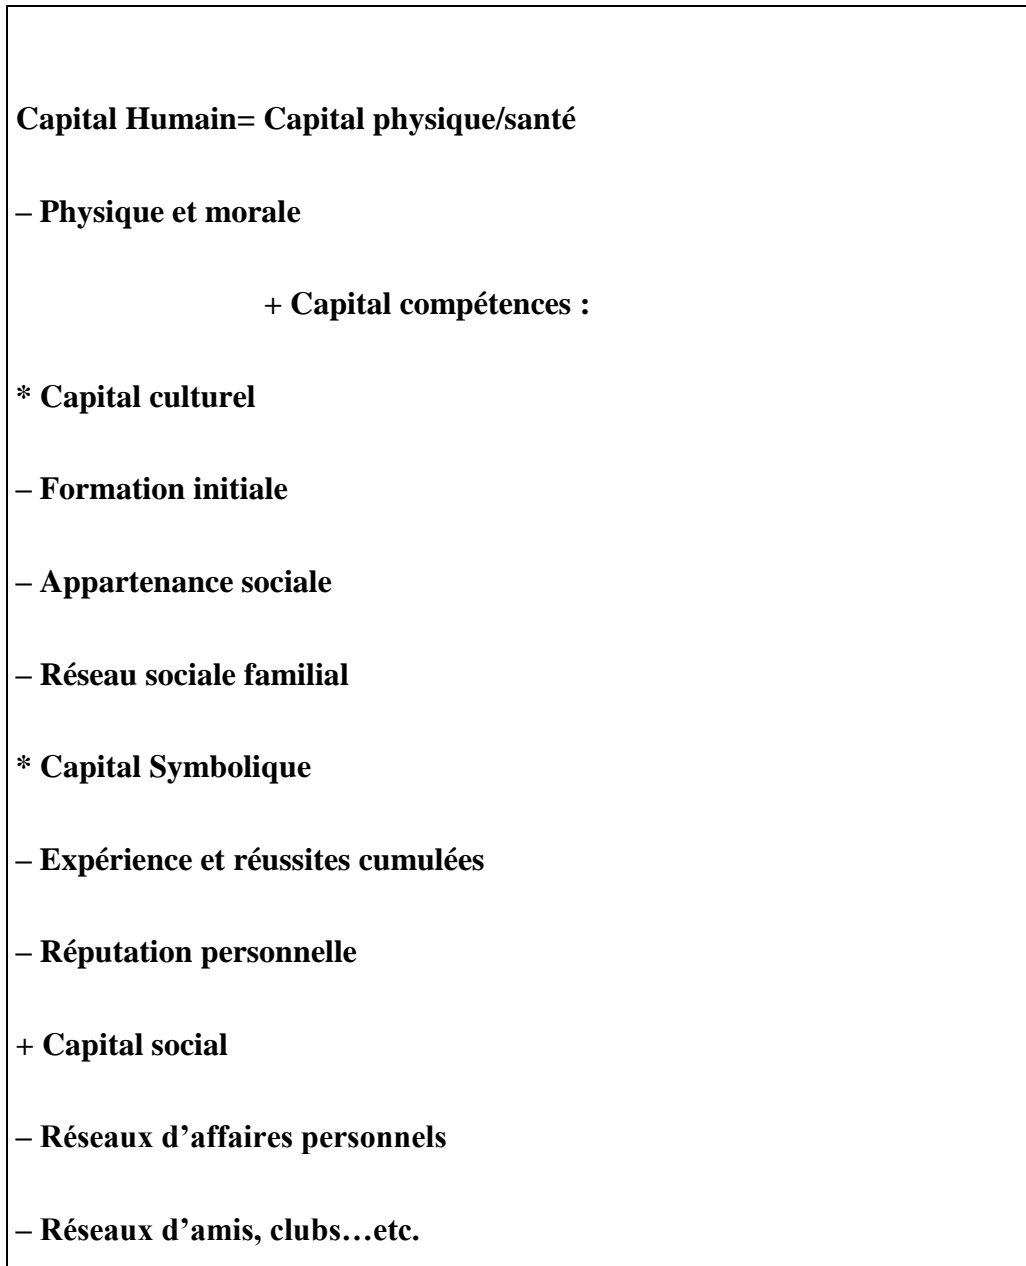 Capital Humain= Capital physique/santé
– Physique et morale
+ Capital compétences :
* Capital culturel
– Formation initiale
– Appartenance sociale
– Réseau sociale familial
* Capital Symbolique
– Expérience et réussites cumulées
– Réputation personnelle
+ Capital social
– Réseaux d’affaires personnels
– Réseaux d’amis, clubs…etc.